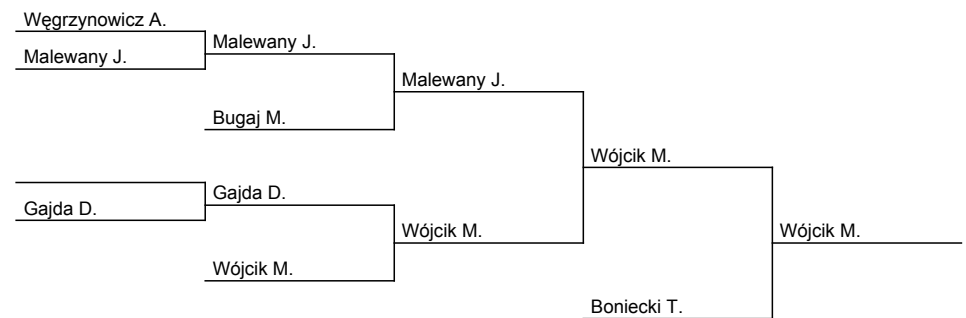 Węgrzynowicz A.
Malewany J.
Malewany J.
Malewany J.
Bugaj M.
Wójcik M.
Gajda D.
Gajda D.
Wójcik M.
Wójcik M.
Wójcik M.
Boniecki T.